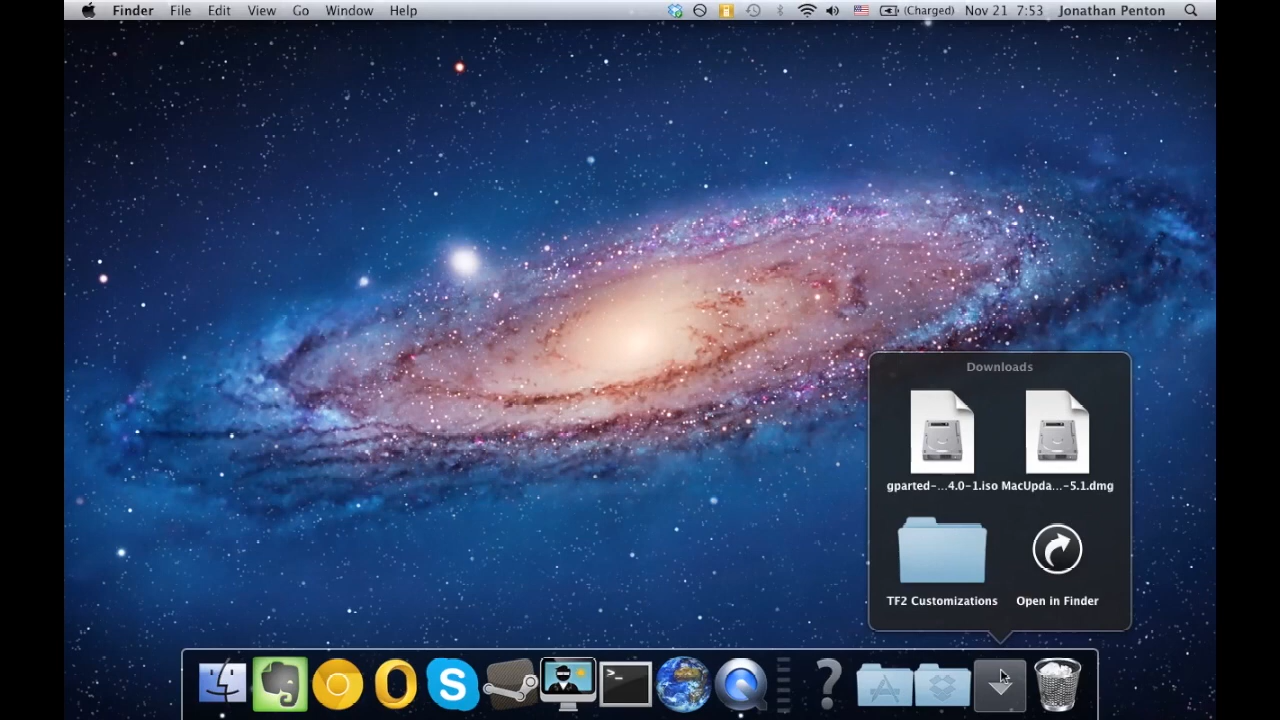 Finder File Edit View Go Window Help (Charged) Nov 21 7:53 Jonathan Penton
Downloads
gparted-...4.0-1.iso MacUpda...-5.1.dmg
TF2 Customizations Open in Finder
S >_ ?